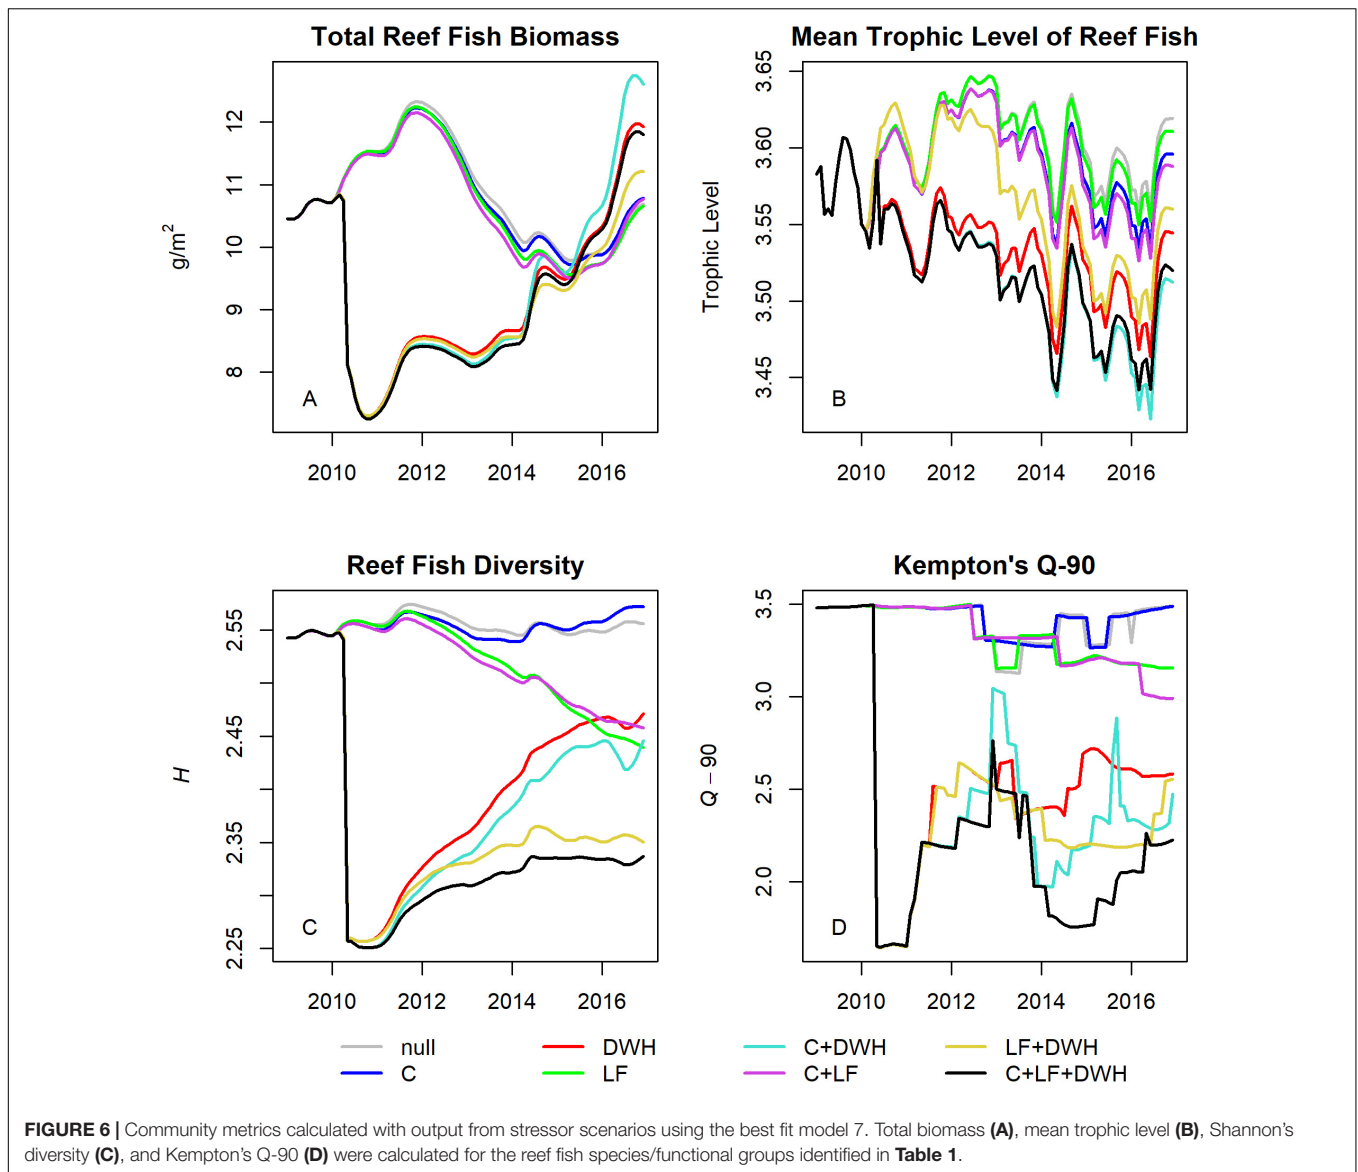 Total Reef Fish Biomass
g/m2
12
11
10
9
8
A
2010 2012 2014 2016
Mean Trophic Level of Reef Fish
Trophic Level
3.65
3.60
3.55
3.50
3.45
B
2010 2012 2014 2016
Reef Fish Diversity
H
2.55
2.45
2.35
2.25
C
2010 2012 2014 2016
Kempton's Q-90
Q − 90
3.5
3.0
2.5
2.0
D
2010 2012 2014 2016
null DWH C+DWH LF+DWH
C LF C+LF C+LF+DWH
FIGURE 6 | Community metrics calculated with output from stressor scenarios using the best fit model 7. Total biomass (A), mean trophic level (B), Shannon's
diversity (C), and Kempton's Q-90 (D) were calculated for the reef fish species/functional groups identified in Table 1.